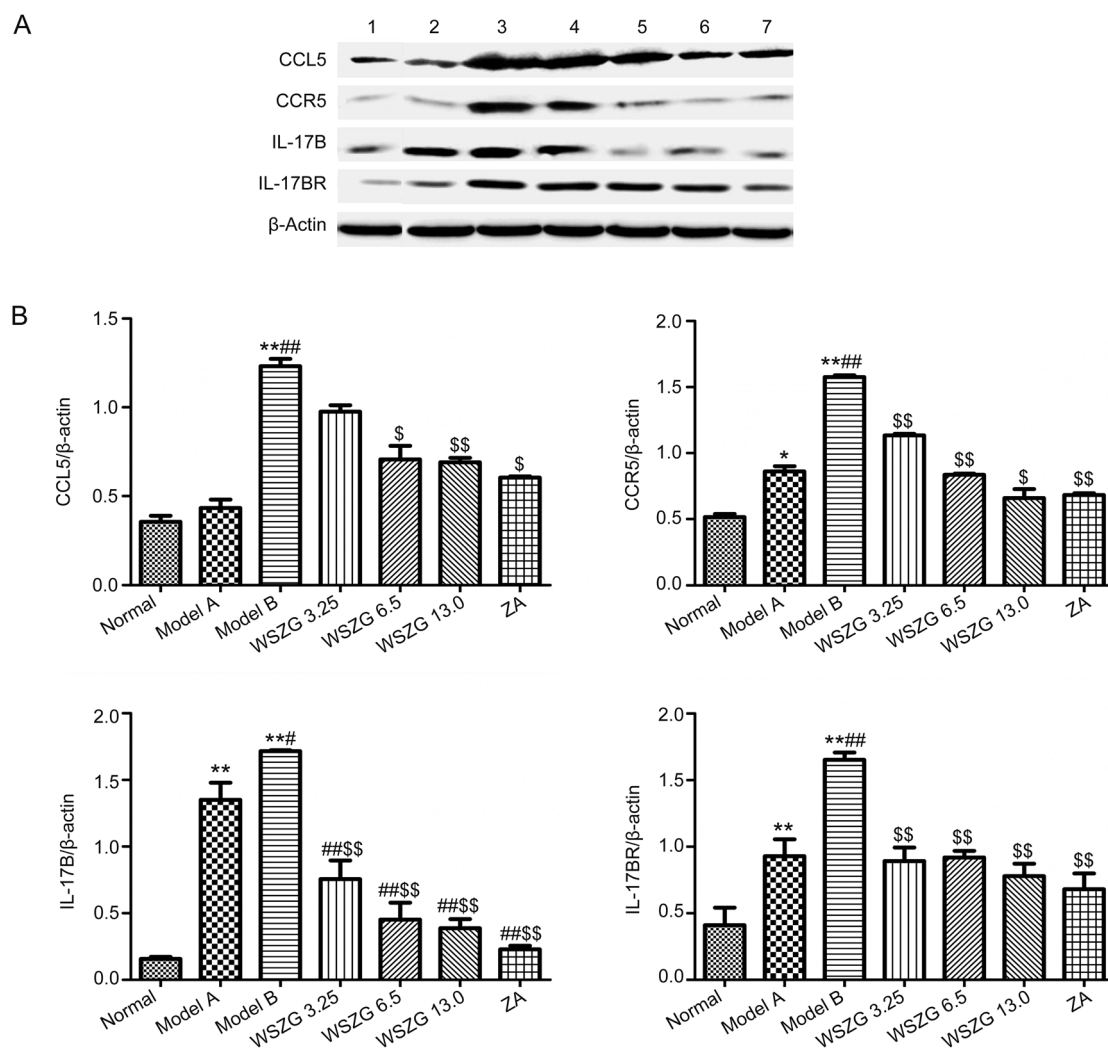 A
1 2 3 4 5 6 7
CCL5
CCR5
IL-17B
IL-17BR
β-Actin
B
CCL5/β-actin
1.5
1.0
0.5
0.0
**##
$
$$
$
Normal
Model A
Model B
WSZG 3.25
WSZG 6.5
WSZG 13.0
ZA
CCR5/β-actin
2.0
1.5
1.0
0.5
0.0
*
**##
$$
$$
$
$$
Normal
Model A
Model B
WSZG 3.25
WSZG 6.5
WSZG 13.0
ZA
IL-17B/β-actin
2.0
1.5
1.0
0.5
0.0
**
**#
##$$
##$$
##$$
##$$
Normal
Model A
Model B
WSZG 3.25
WSZG 6.5
WSZG 13.0
ZA
IL-17BR/β-actin
2.0
1.5
1.0
0.5
0.0
**
**##
$$
$$
$$
$$
Normal
Model A
Model B
WSZG 3.25
WSZG 6.5
WSZG 13.0
ZA